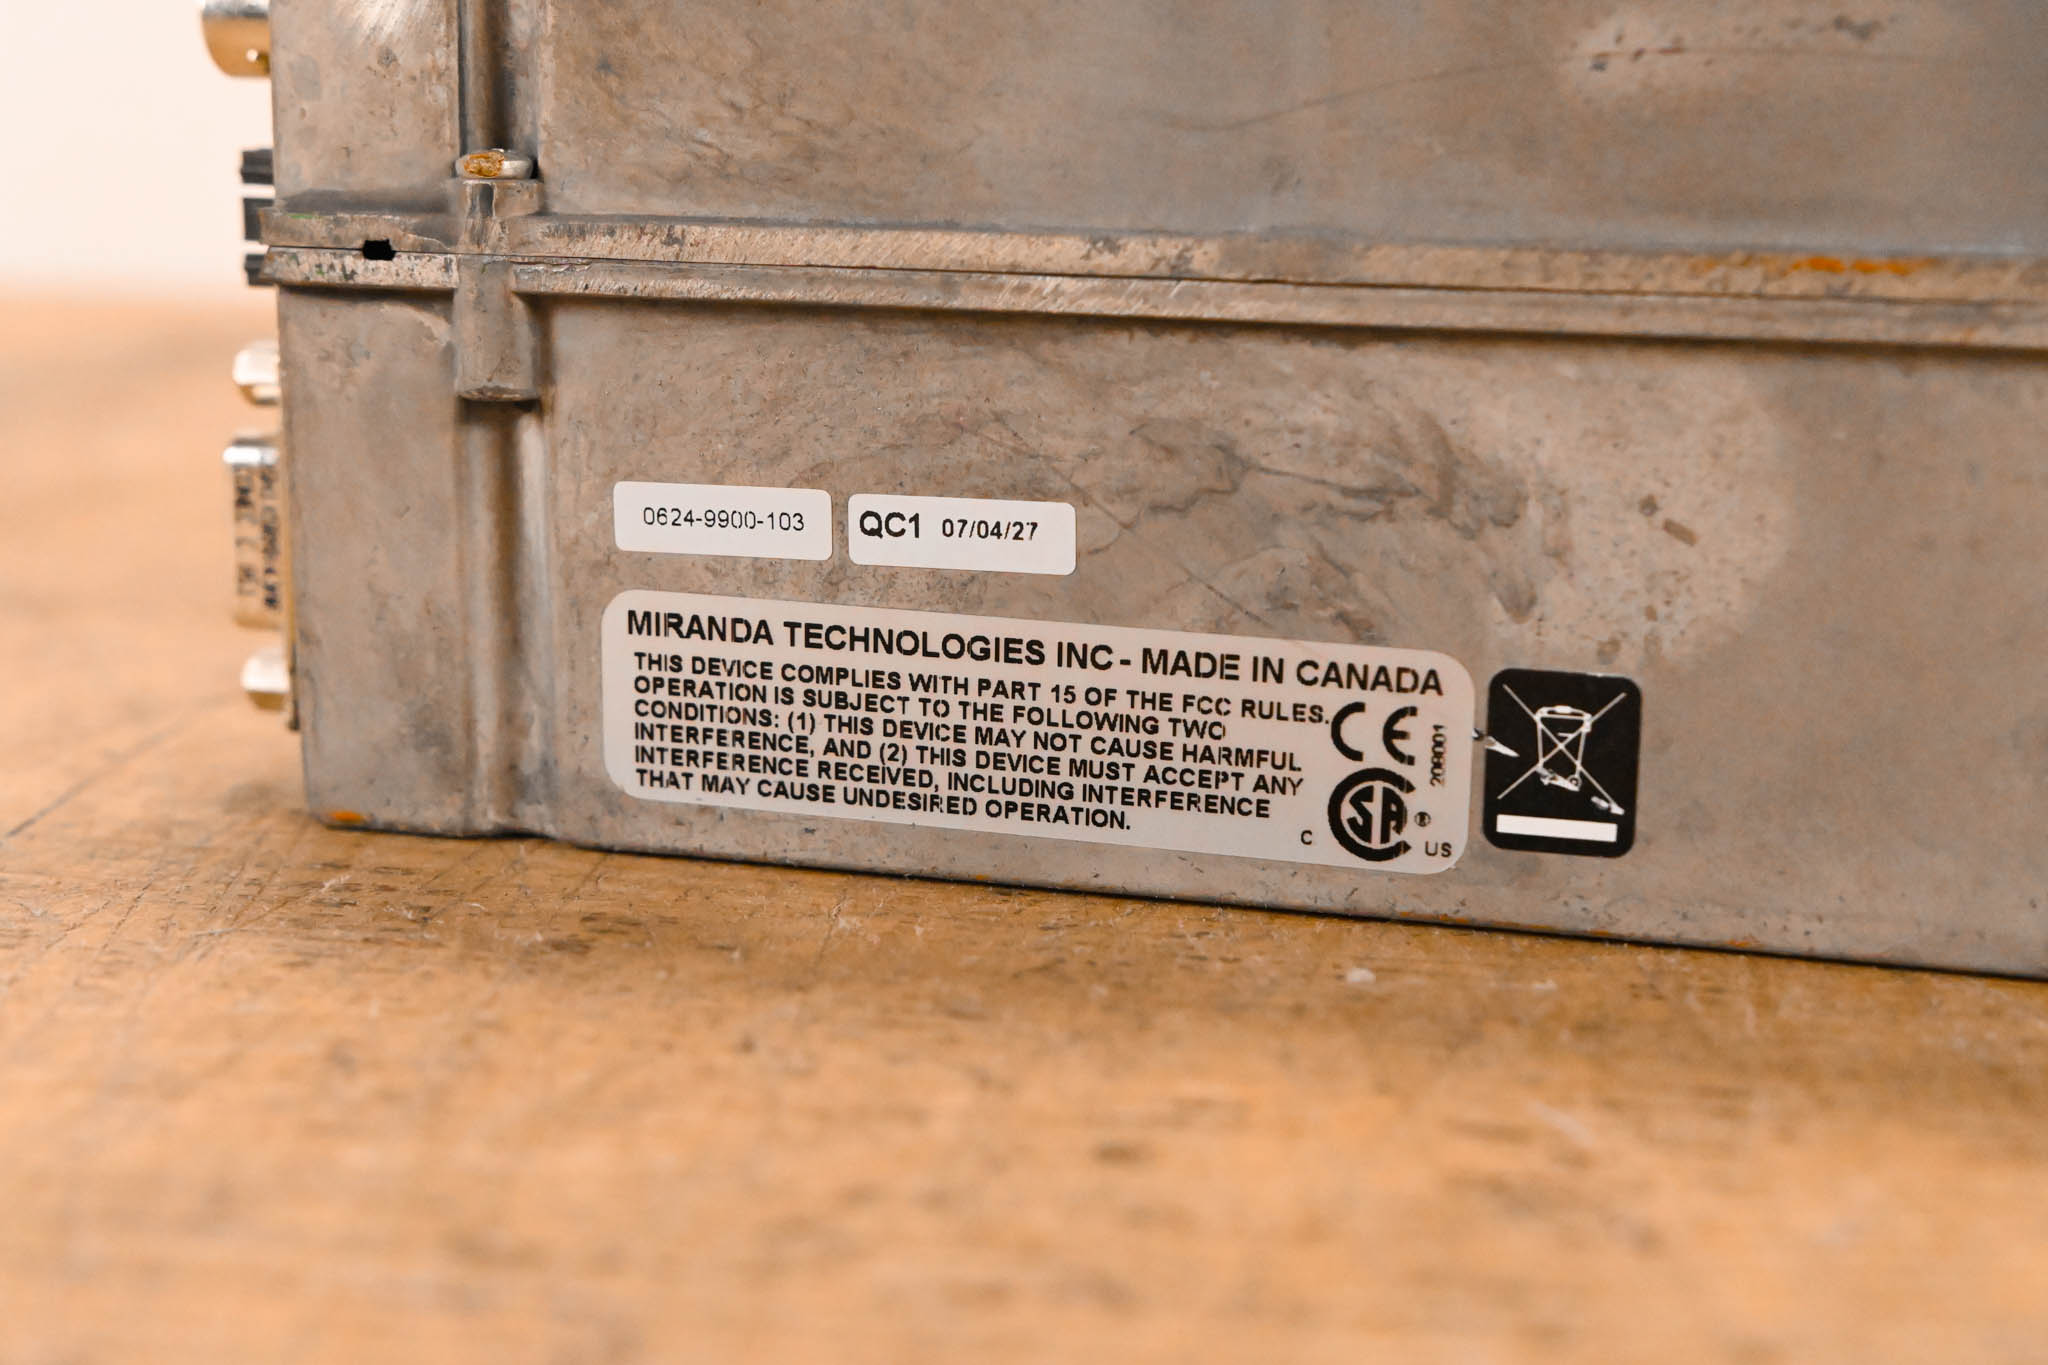 0624-9900-103
QC1 07/04/27
MIRANDA TECHNOLOGIES INC - MADE IN CANADA
THIS DEVICE COMPLIES WITH PART 15 OF THE FCC RULES.
OPERATION IS SUBJECT TO THE FOLLOWING TWO
CONDITIONS: (1) THIS DEVICE MAY NOT CAUSE HARMFUL
INTERFERENCE, AND (2) THIS DEVICE MUST ACCEPT ANY
INTERFERENCE RECEIVED, INCLUDING INTERFERENCE
THAT MAY CAUSE UNDESIRED OPERATION.
CE
208001
C SA ® US